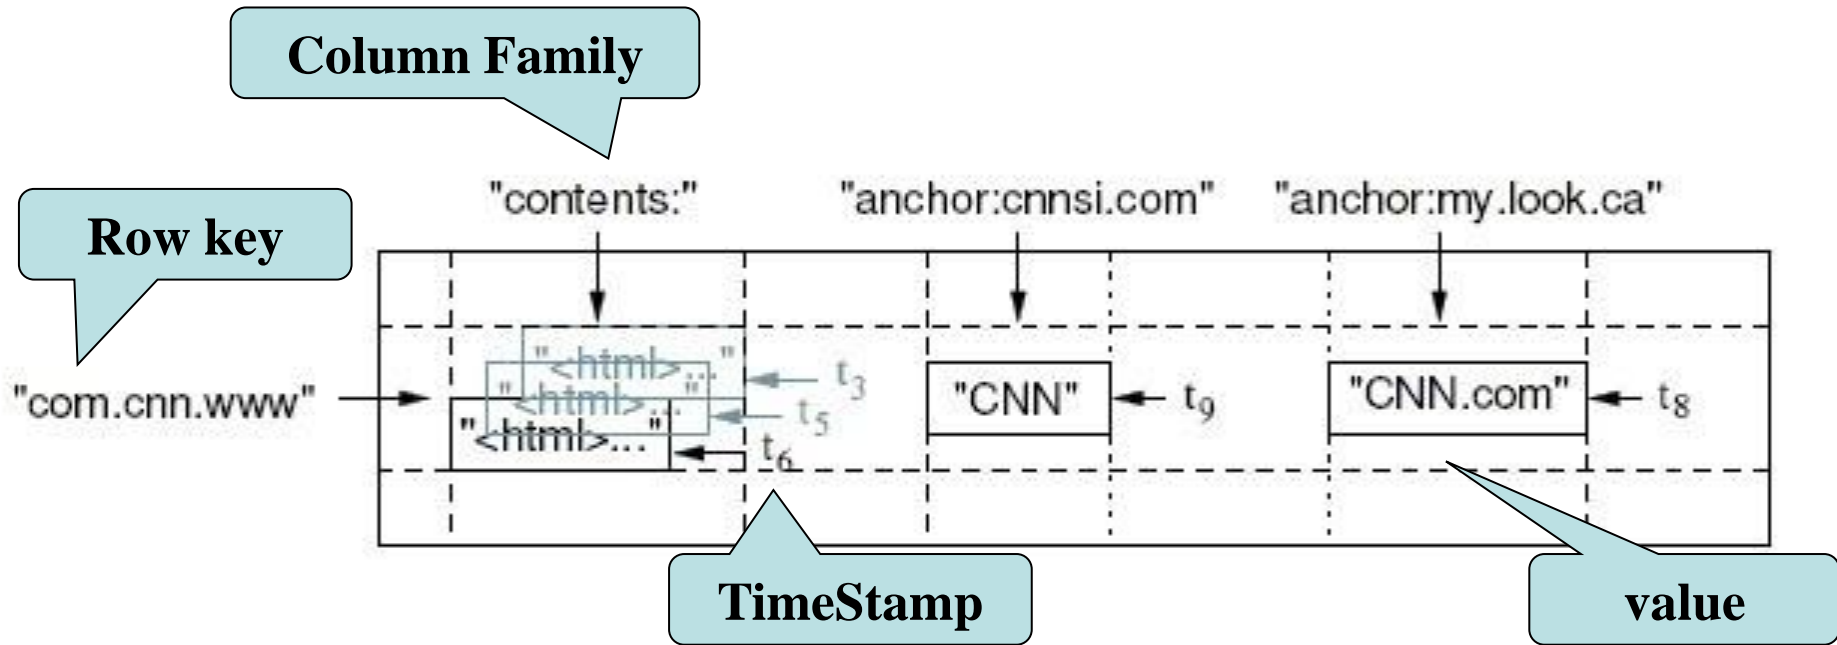 Column Family
"contents:" "anchor:cnnsi.com" "anchor:my.look.ca"
Row key
"<html>..." t3
"com.cnn.www" "<html>..." t5 "CNN" t9 "CNN.com" t8
"<html>..." t6
TimeStamp
value